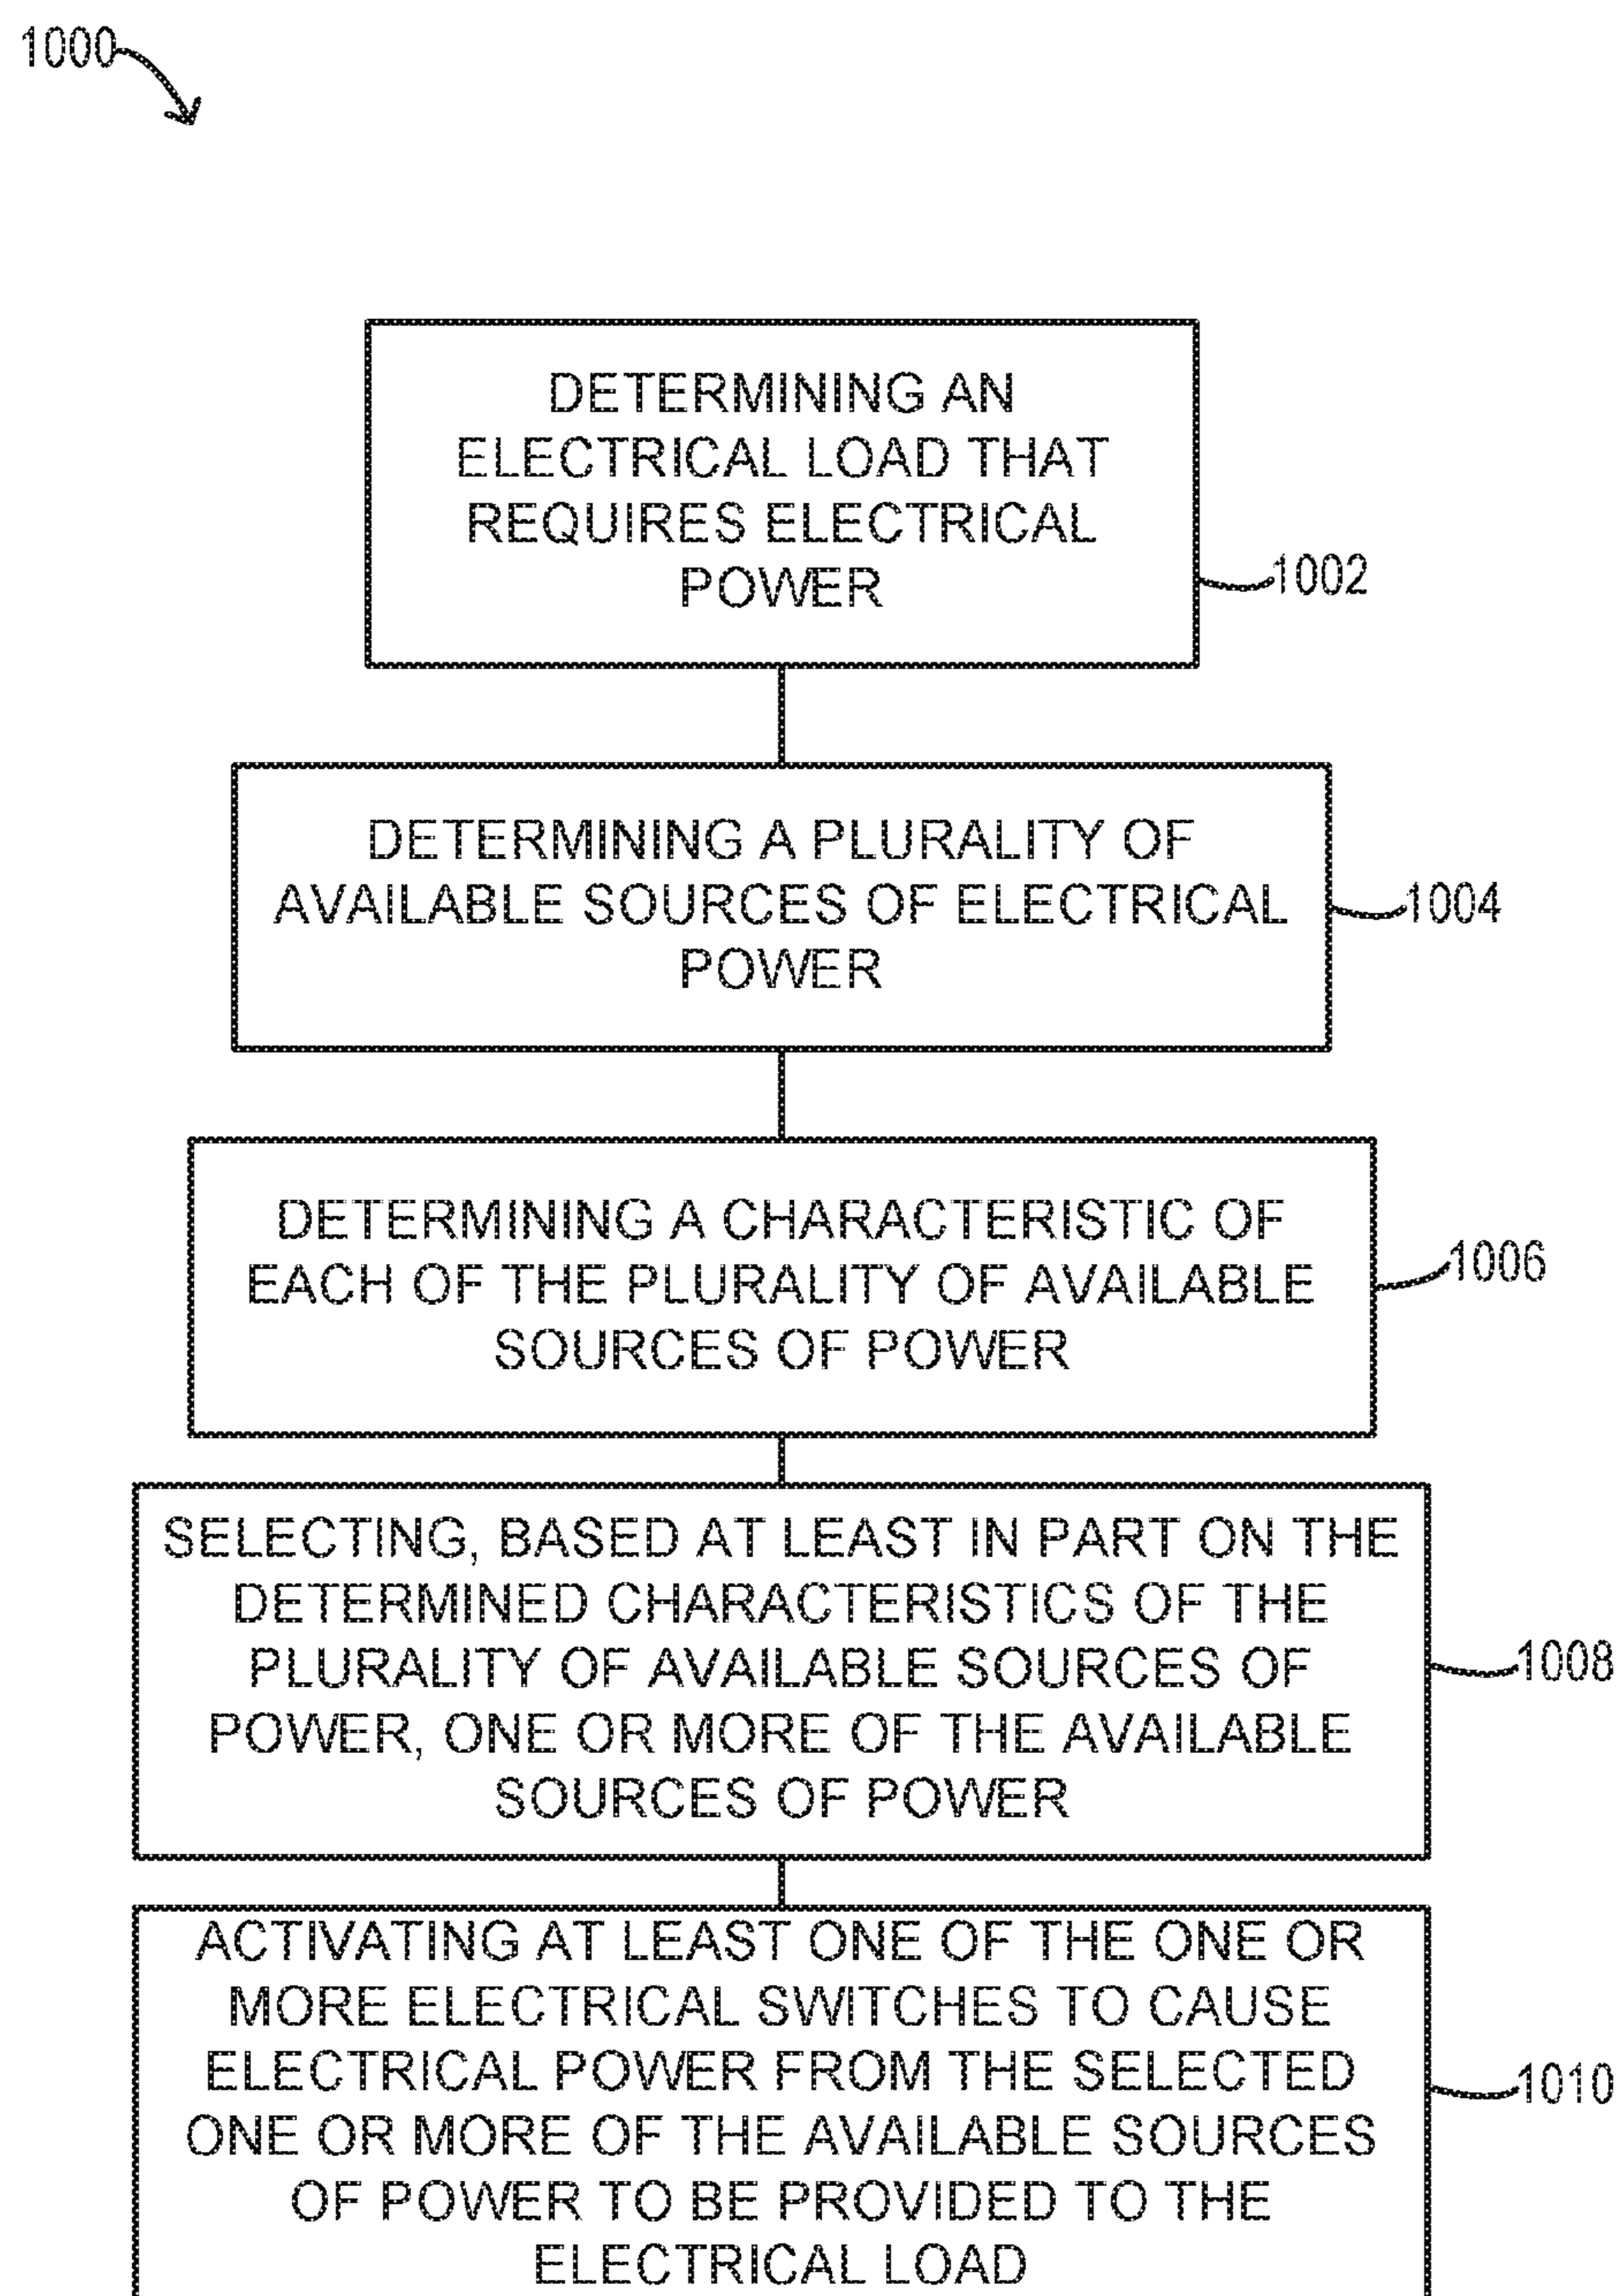 1000
DETERMINING AN
ELECTRICAL LOAD THAT
REQUIRES ELECTRICAL
POWER
1002
DETERMINING A PLURALITY OF
AVAILABLE SOURCES OF ELECTRICAL
POWER
1004
DETERMINING A CHARACTERISTIC OF
EACH OF THE PLURALITY OF AVAILABLE
SOURCES OF POWER
1006
SELECTING, BASED AT LEAST IN PART ON THE
DETERMINED CHARACTERISTICS OF THE
PLURALITY OF AVAILABLE SOURCES OF
POWER, ONE OR MORE OF THE AVAILABLE
SOURCES OF POWER
1008
ACTIVATING AT LEAST ONE OF THE ONE OR
MORE ELECTRICAL SWITCHES TO CAUSE
ELECTRICAL POWER FROM THE SELECTED
ONE OR MORE OF THE AVAILABLE SOURCES
OF POWER TO BE PROVIDED TO THE
ELECTRICAL LOAD
1010